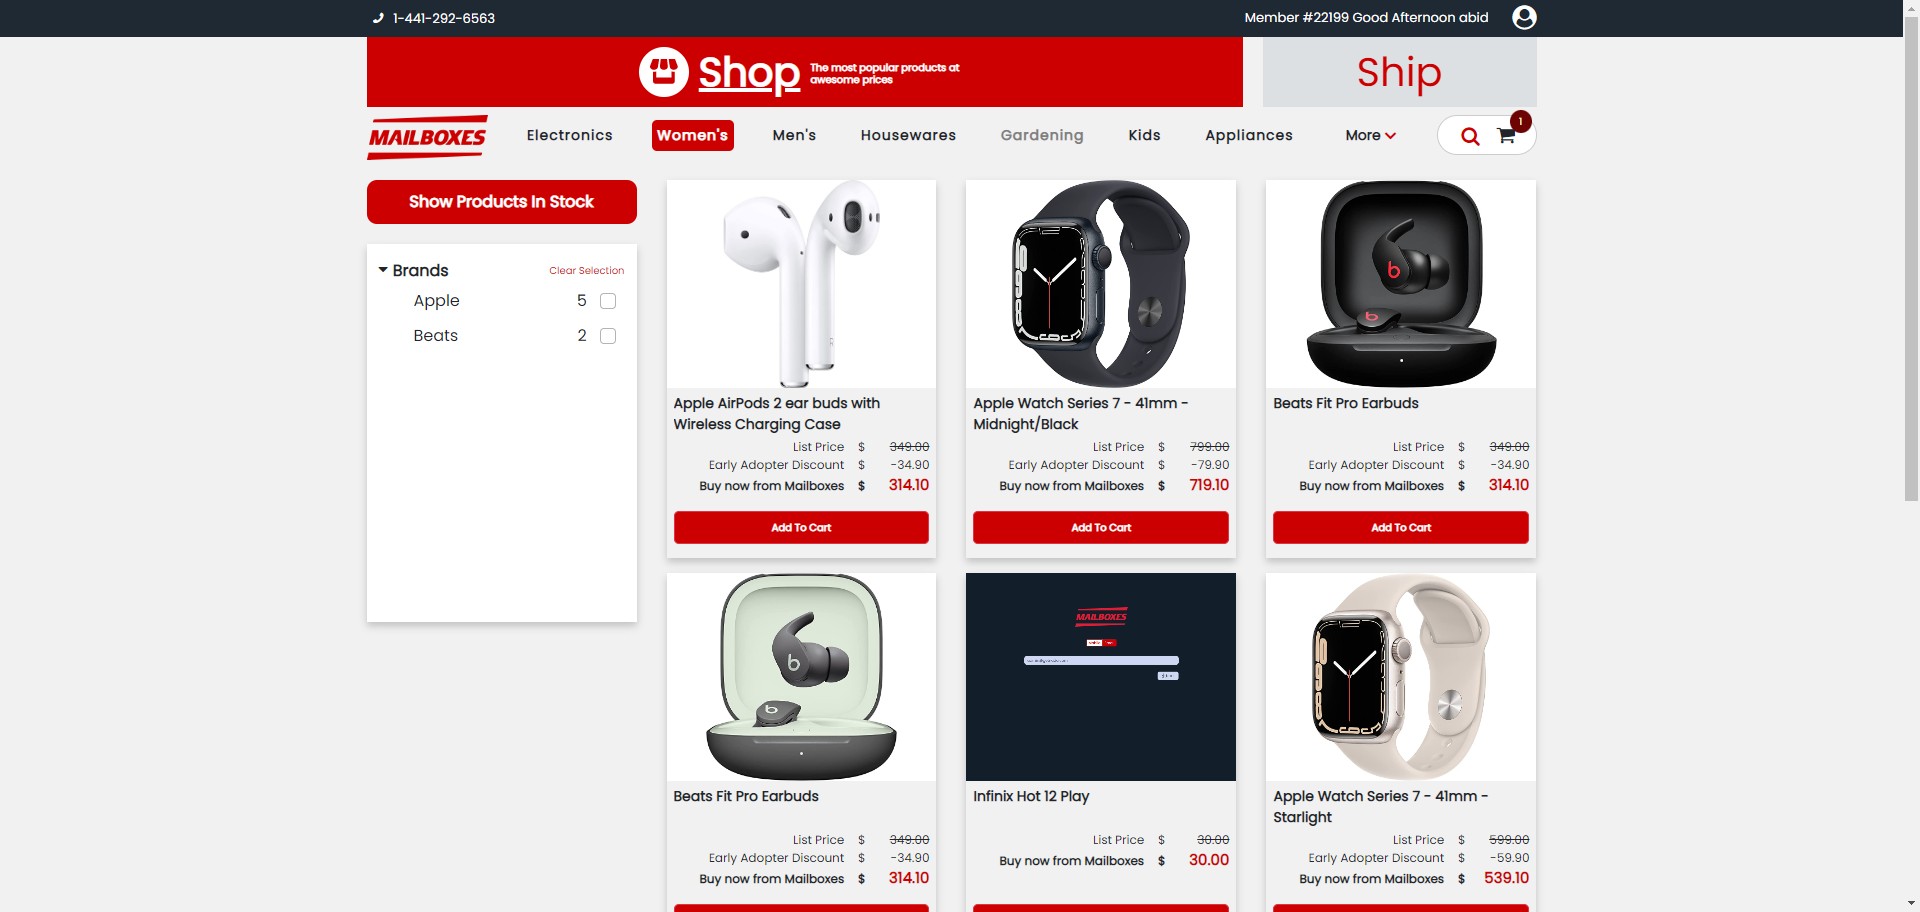 1-441-292-6563
Member #22199 Good Afternoon abid
Shop
The most popular products at
awesome prices
Ship
MAILBOXES
Electronics
Women's
Men's
Housewares
Gardening
Kids
Appliances
More
1
Show Products In Stock
Brands
Clear Selection
Apple 5
Beats 2
Apple AirPods 2 ear buds with
Wireless Charging Case
List Price $ 349.00
Early Adopter Discount $ -34.90
Buy now from Mailboxes $ 314.10
Add To Cart
Apple Watch Series 7 - 41mm -
Midnight/Black
List Price $ 799.00
Early Adopter Discount $ -79.90
Buy now from Mailboxes $ 719.10
Add To Cart
Beats Fit Pro Earbuds
List Price $ 349.00
Early Adopter Discount $ -34.90
Buy now from Mailboxes $ 314.10
Add To Cart
Beats Fit Pro Earbuds
List Price $ 349.00
Early Adopter Discount $ -34.90
Buy now from Mailboxes $ 314.10
MAILBOXES
Infinix Hot 12 Play
List Price $ 30.00
Buy now from Mailboxes $ 30.00
Apple Watch Series 7 - 41mm -
Starlight
List Price $ 599.00
Early Adopter Discount $ -59.90
Buy now from Mailboxes $ 539.10